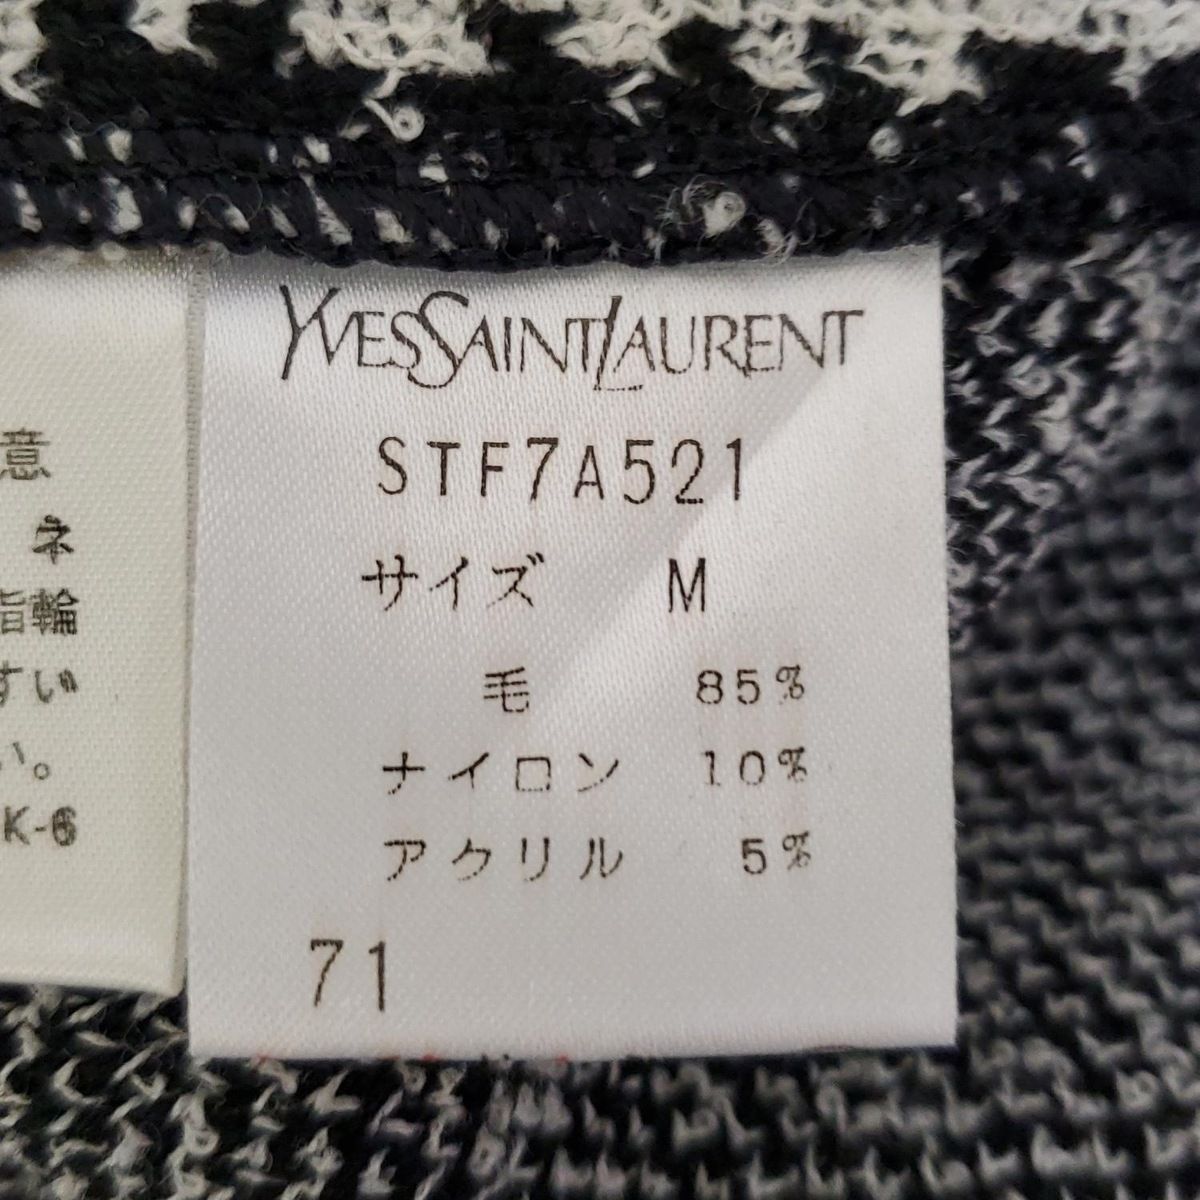 意
ネ
指輪
すい
い。
K-6
YVESSAINTLAURENT
STF7A521
サイズ M
毛 85%
ナイロン 10%
アクリル 5%
71